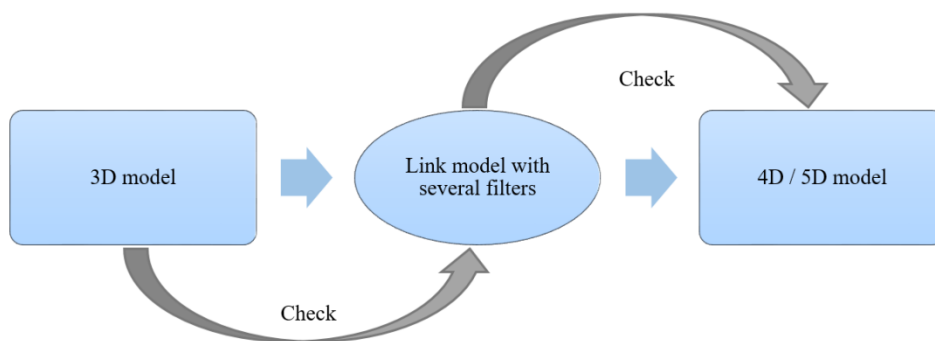 Check
3D model
Link model with
several filters
4D / 5D model
Check